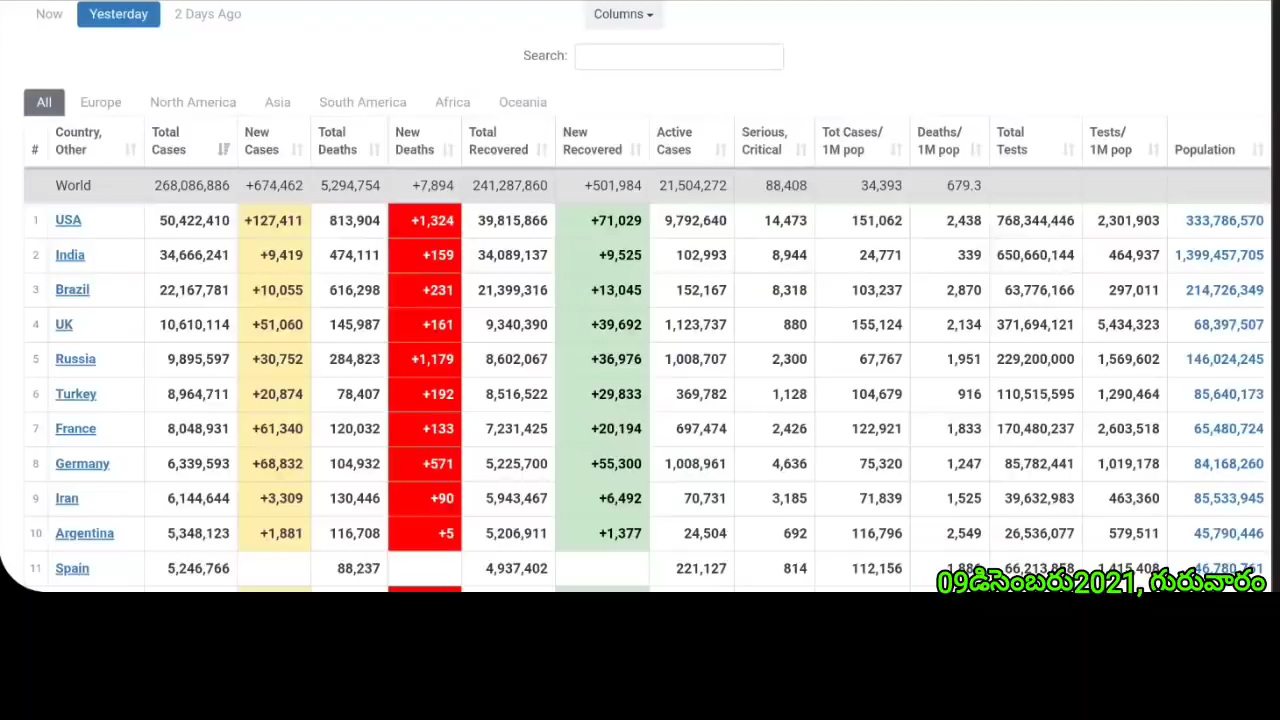 Now Yesterday 2 Days Ago Columns
Search:
All Europe North America Asia South America Africa Oceania
# Country, Other Total Cases New Cases Total Deaths New Deaths Total Recovered New Recovered Active Cases Serious, Critical Tot Cases/ 1M pop Deaths/ 1M pop Total Tests Tests/ 1M pop Population
World 268,086,886 +674,462 5,294,754 +7,894 241,287,860 +501,984 21,504,272 88,408 34,393 679.3
1 USA 50,422,410 +127,411 813,904 +1,324 39,815,866 +71,029 9,792,640 14,473 151,062 2,438 768,344,446 2,301,903 333,786,570
2 India 34,666,241 +9,419 474,111 +159 34,089,137 +9,525 102,993 8,944 24,771 339 650,660,144 464,937 1,399,457,705
3 Brazil 22,167,781 +10,055 616,298 +231 21,399,316 +13,045 152,167 8,318 103,237 2,870 63,776,166 297,011 214,726,349
4 UK 10,610,114 +51,060 145,987 +161 9,340,390 +39,692 1,123,737 880 155,124 2,134 371,694,121 5,434,323 68,397,507
5 Russia 9,895,597 +30,752 284,823 +1,179 8,602,067 +36,976 1,008,707 2,300 67,767 1,951 229,200,000 1,569,602 146,024,245
6 Turkey 8,964,711 +20,874 78,407 +192 8,516,522 +29,833 369,782 1,128 104,679 916 110,515,595 1,290,464 85,640,173
7 France 8,048,931 +61,340 120,032 +133 7,231,425 +20,194 697,474 2,426 122,921 1,833 170,480,237 2,603,518 65,480,724
8 Germany 6,339,593 +68,832 104,932 +571 5,225,700 +55,300 1,008,961 4,636 75,320 1,247 85,782,441 1,019,178 84,168,260
9 Iran 6,144,644 +3,309 130,446 +90 5,943,467 +6,492 70,731 3,185 71,839 1,525 39,632,983 463,360 85,533,945
10 Argentina 5,348,123 +1,881 116,708 +5 5,206,911 +1,377 24,504 692 116,796 2,549 26,536,077 579,511 45,790,446
11 Spain 5,246,766 88,237 4,937,402 221,127 814 112,156
09డిసెంబరు2021, గురువారం